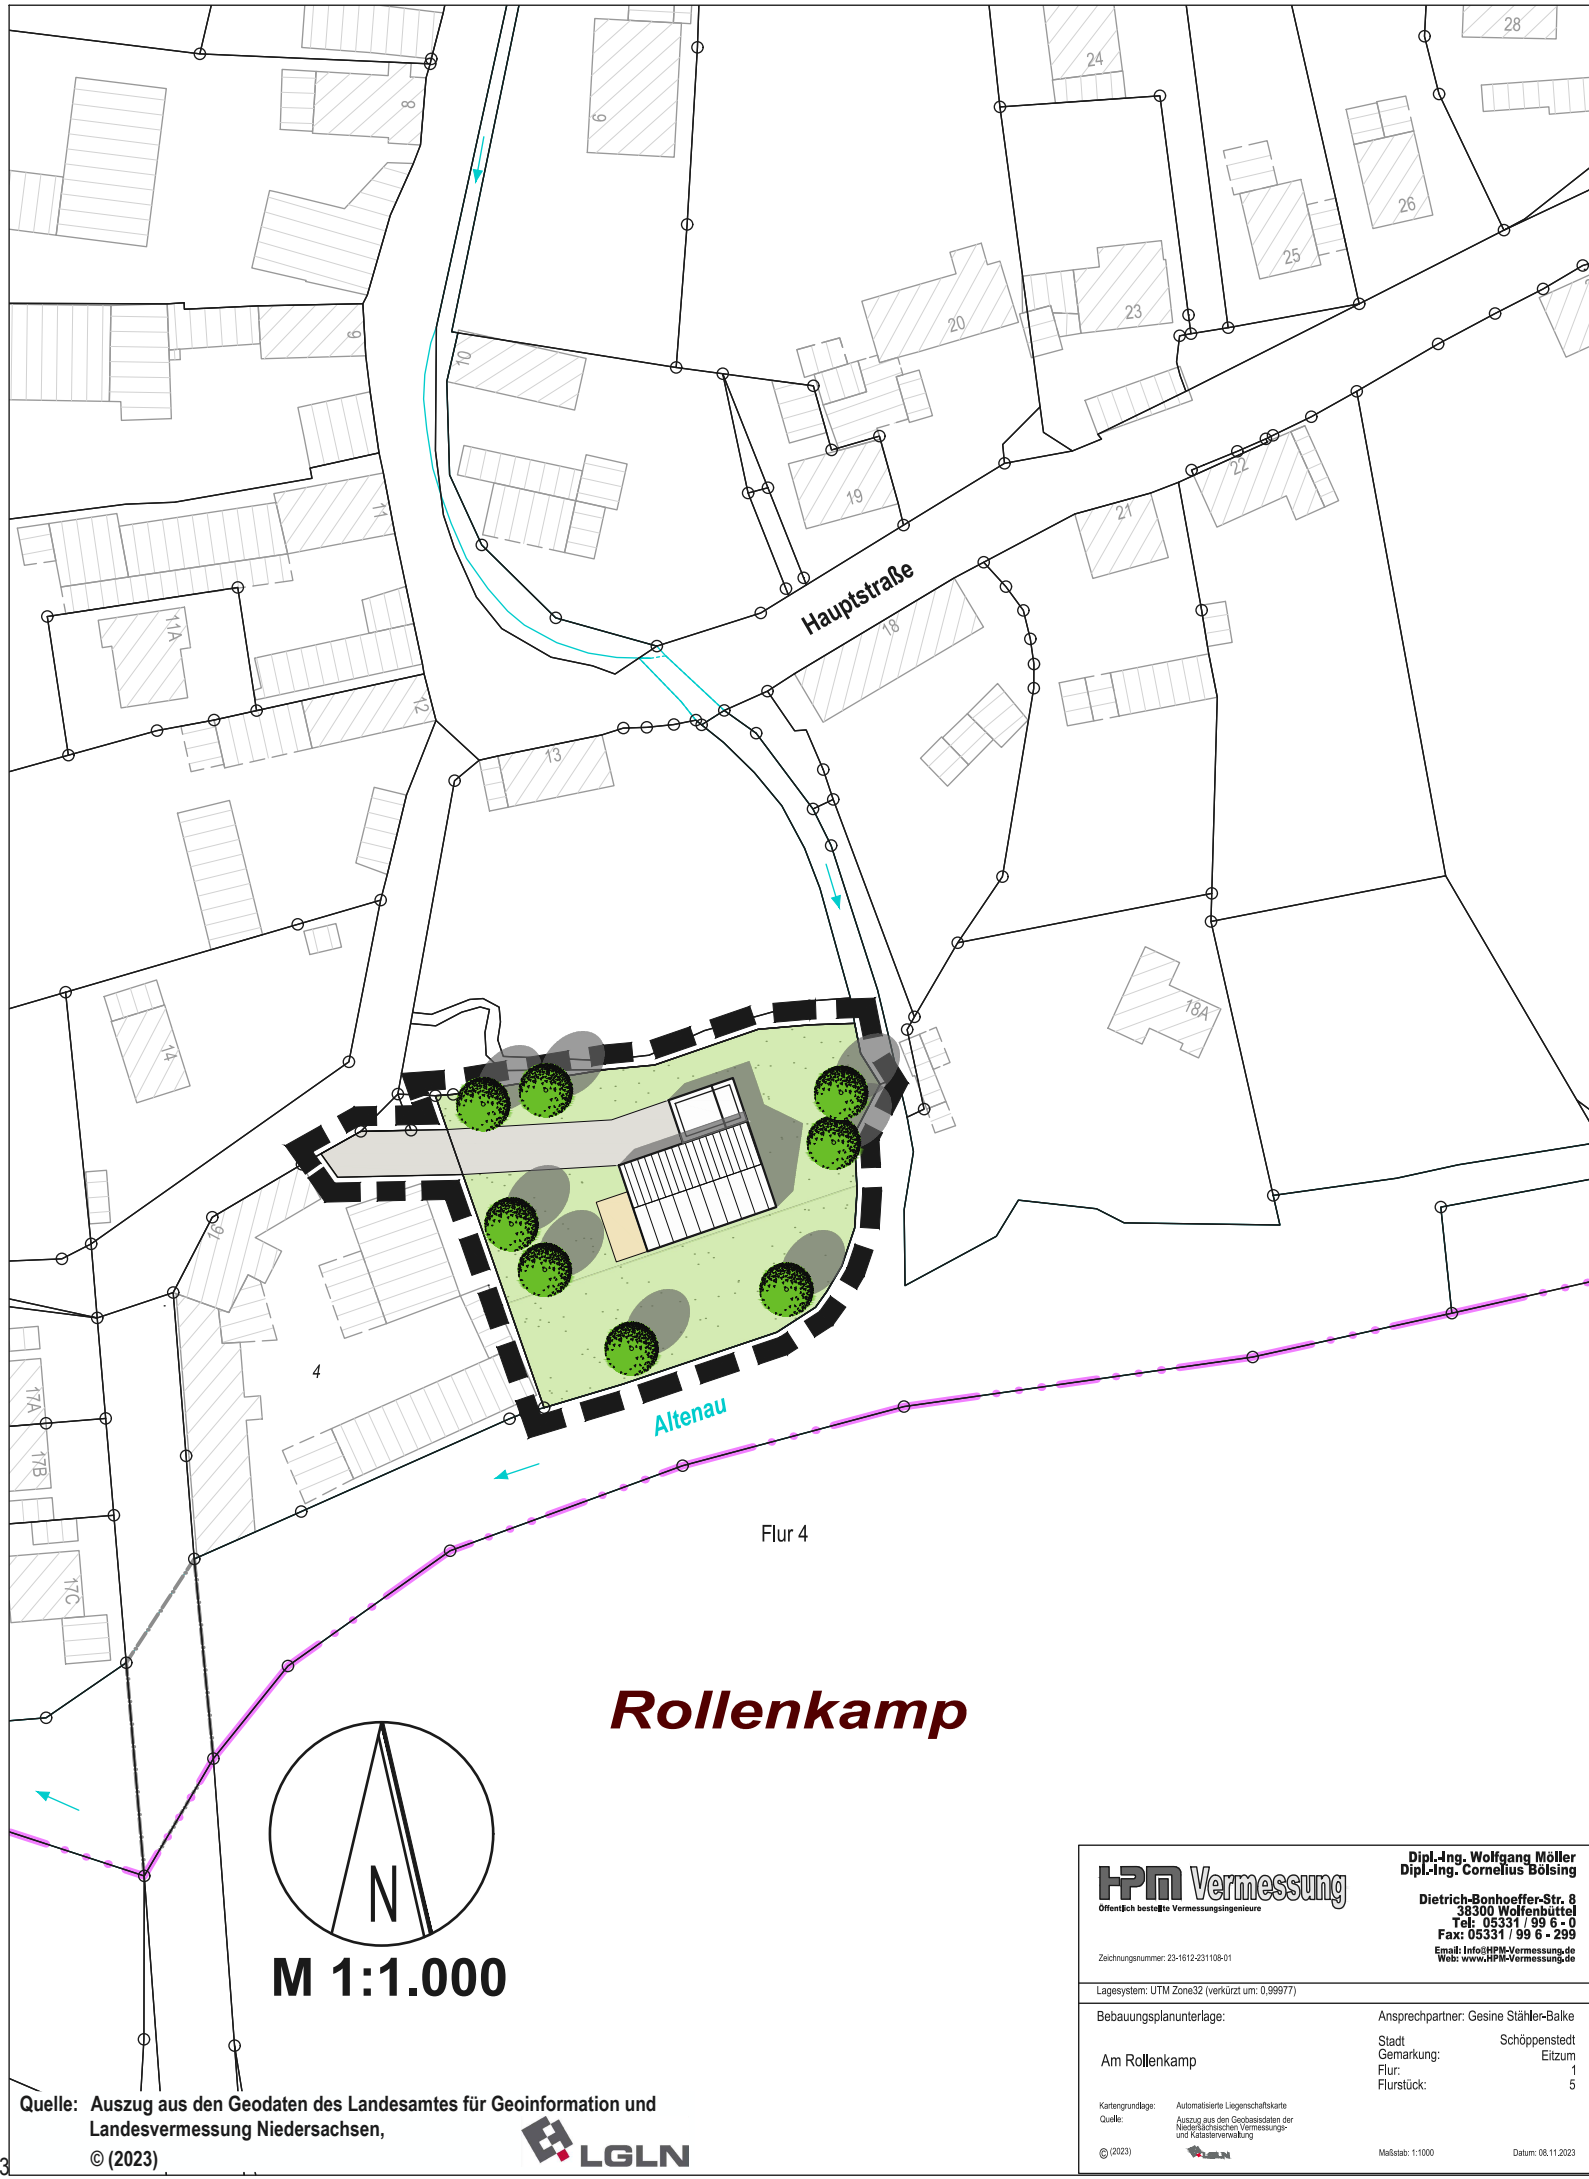 28
24
8
9
26
25
20
23
10
9
22
19
21
11
Hauptstraße
18
11A
12
13
18A
14
16
4
17A
Altenau
17B
Flur 4
17C
Rollenkamp
N
M 1:1.000
HPM Vermessung
Öffentlich bestellte Vermessungsingenieure
Dipl.-Ing. Wolfgang Möller
Dipl.-Ing. Cornelius Bölsing
Dietrich-Bonhoeffer-Str. 8
38300 Wolfenbüttel
Tel: 05331 / 99 6 - 0
Fax: 05331 / 99 6 - 299
Email: Info@HPM-Vermessung.de
Web: www.HPM-Vermessung.de
Zeichnungsnummer: 23-1612-231108-01
Lagesystem: UTM Zone32 (verkürzt um: 0,99977)
Bebauungsplanunterlage:
Am Rollenkamp
Ansprechpartner: Gesine Stähler-Balke
Stadt Schöppenstedt
Gemarkung: Eitzum
Flur: 1
Flurstück: 5
Kartengrundlage: Automatisierte Liegenschaftskarte
Quelle: Auszug aus den Geobasisdaten der
Niedersächsischen Vermessungs-
und Katasterverwaltung
© (2023) LGLN
Maßstab: 1:1000 Datum: 08.11.2023
Quelle: Auszug aus den Geodaten des Landesamtes für Geoinformation und
Landesvermessung Niedersachsen,
© (2023)
LGLN
3